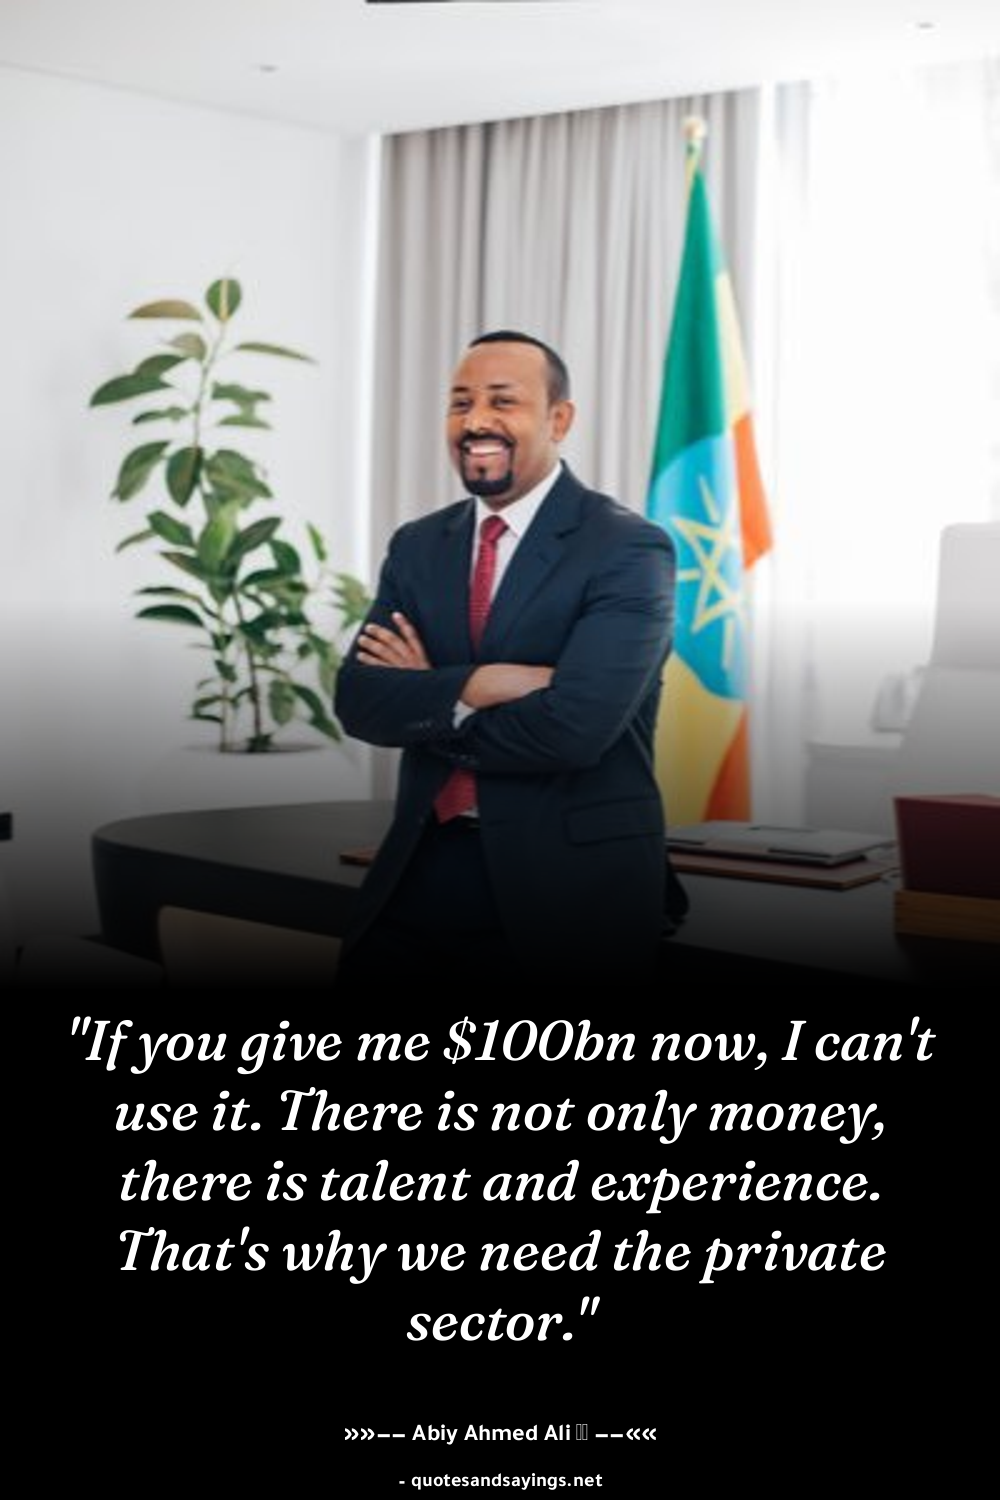 "If you give me $100bn now, I can't
use it. There is not only money,
there is talent and experience.
That's why we need the private
sector."
»»–– Abiy Ahmed Ali ––««
- quotesandsayings.net